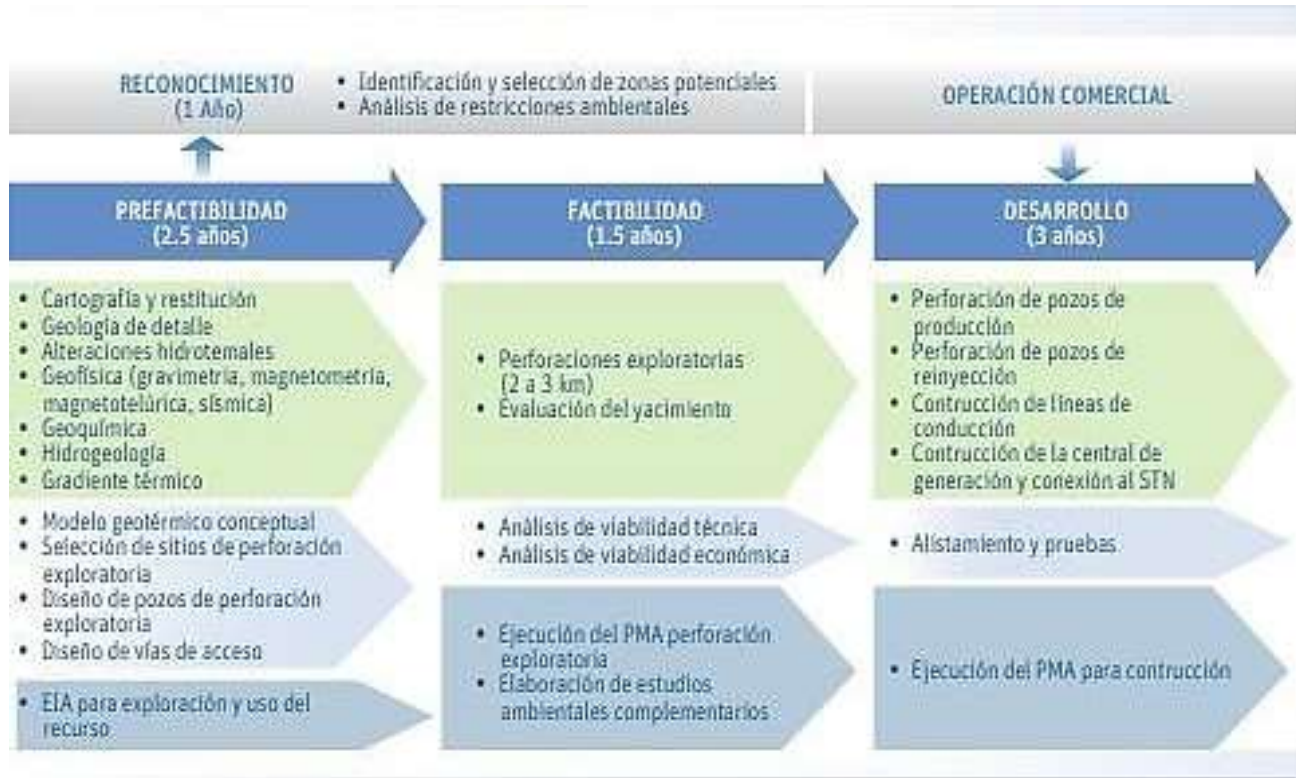 RECONOCIMIENTO
(1 Año)
• Identificación y selección de zonas potenciales
• Análisis de restricciones ambientales
OPERACIÓN COMERCIAL
PREFACTIBILIDAD
(2.5 años)
FACTIBILIDAD
(1.5 años)
DESARROLLO
(3 años)
• Cartografía y restitución
• Geología de detalle
• Alteraciones hidrotemales
• Geofísica (gravimetria, magnetometría,
magnetotelúrica, sísmica)
• Geoquímica
• Hidrogeología
• Gradiente térmico
• Perforaciones exploratorias
(2 a 3 km)
• Evaluación del yacimiento
• Perforación de pozos de
producción
• Perforación de pozos de
reinyección
• Contrucción de líneas de
conducción
• Contrucción de la central de
generación y conexión al STN
• Modelo geotérmico conceptual
• Selección de sitios de perforación
exploratoria
• Diseño de pozos de perforación
exploratoria
• Diseño de vías de acceso
• Análisis de viabilidad técnica
• Análisis de viabilidad económica
• Alistamiento y pruebas
• EIA para exploración y uso del
recurso
• Ejecución del PMA perforación
exploratoria
• Elaboración de estudios
ambientales complementarios
• Ejecución del PMA para contrucción